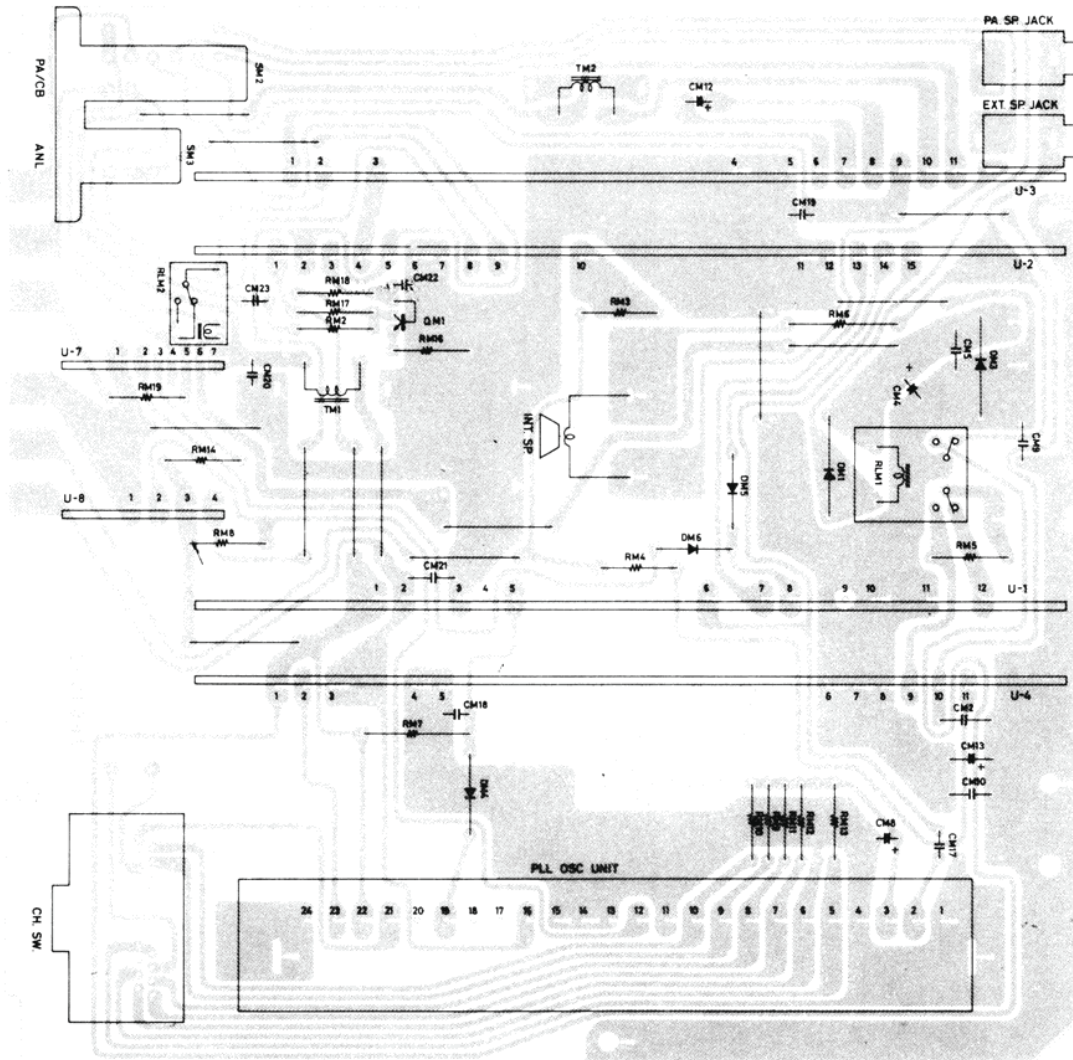 PA. SP. JACK
PA/CB
SM2
TM2
CM12
+
EXT. SP JACK
ANL
SM3
1 2 3 4 5 6 7 8 9 10 11
U-3
CM19
U-2
1 2 3 4 5 6 7 8 9 10 11 12 13 14 15
RLM2
CM23
RM18
CM22
RM17
RM3
RM2
QM1
RM6
RM16
CM5
DM3
U-7
1 2 3 4 5 6 7
CM20
+
CM4
RM19
TM1
INT. SP
RM14
DM5
DM1
RLM1
CM9
U-8
1 2 3 4
RM8
DM6
RM5
CM21
RM4
1 2 3 4 5 6 7 8 9 10 11 12
U-1
1 2 3 4 5 6 7 8 9 10 11
U-4
CM18
CM2
RM7
CM13
+
DM4
CM10
RM11
RM12
RM13
CM8
+
CM17
PLL OSC UNIT
CH. SW.
24 23 22 21 20 19 18 17 16 15 14 13 12 11 10 9 8 7 6 5 4 3 2 1